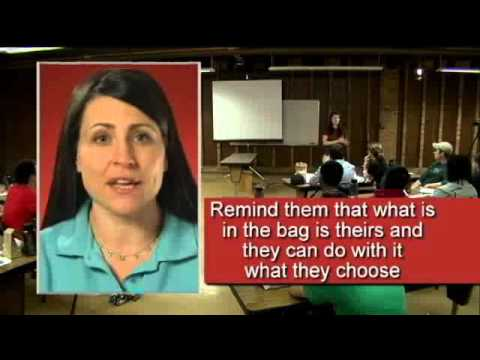 Remind them that what is
in the bag is theirs and
they can do with it
what they choose